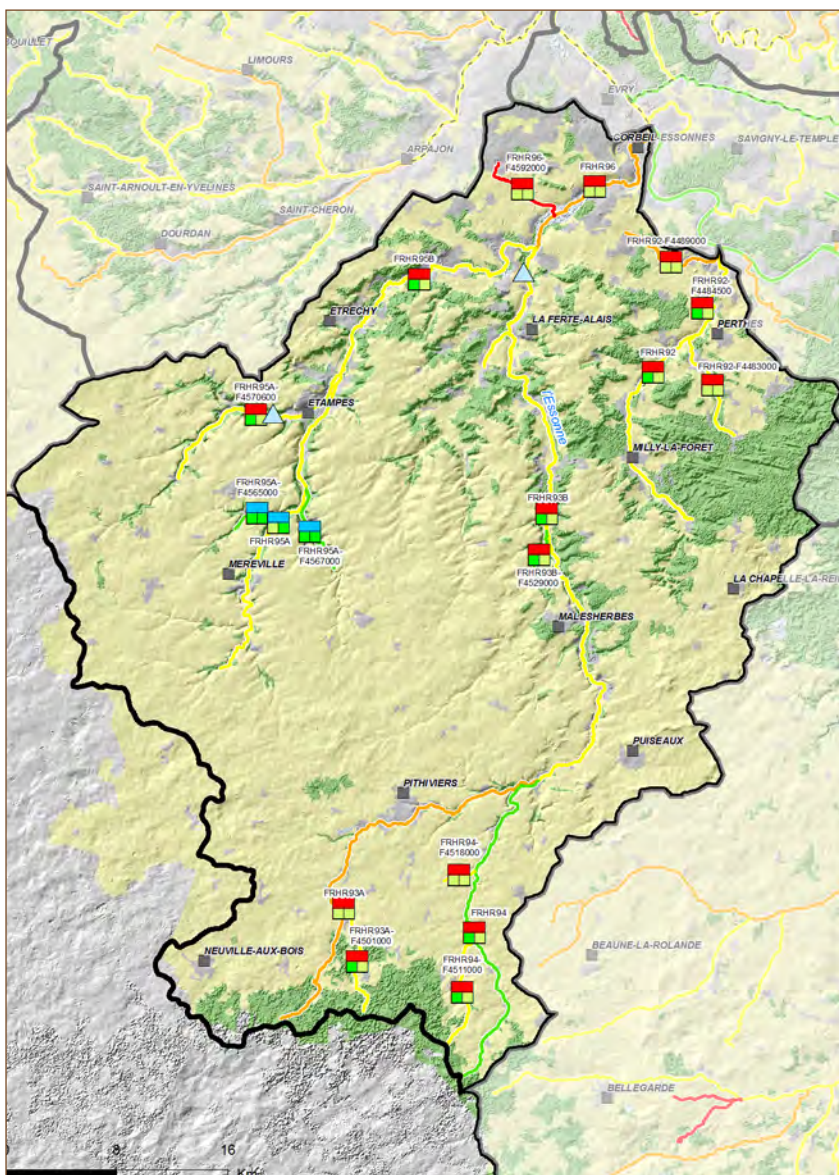 BOUILLET
LIMOURS
EVRY
ARPAJON
CORBEIL-ESSONNES
SAVIGNY-LE-TEMPLE
FRHR96-
F4592000
FRHR96
SAINT-ARNOULT-EN-YVELINES
SAINT-CHERON
DOURDAN
FRHR92-F4489000
FRHR95B
FRHR92-
F4484500
ETRECHY
LA FERTE-ALAIS
PERTHES
FRHR92
FRHR92-F4483000
FRHR95A-
F4570600
ETAMPES
l'Essonne
MILLY-LA-FORET
FRHR95A-
F4565000
FRHR93B
FRHR95A
FRHR95A-
F4567000
MEREVILLE
FRHR93B-
F4529000
LA CHAPELLE-LA-REI
MALESHERBES
PUISEAUX
PITHIVIERS
FRHR94-
F4518000
FRHR93A
FRHR94
FRHR93A-
F4501000
NEUVILLE-AUX-BOIS
BEAUNE-LA-ROLANDE
FRHR94-
F4511000
BELLEGARDE
0 8 16
Km